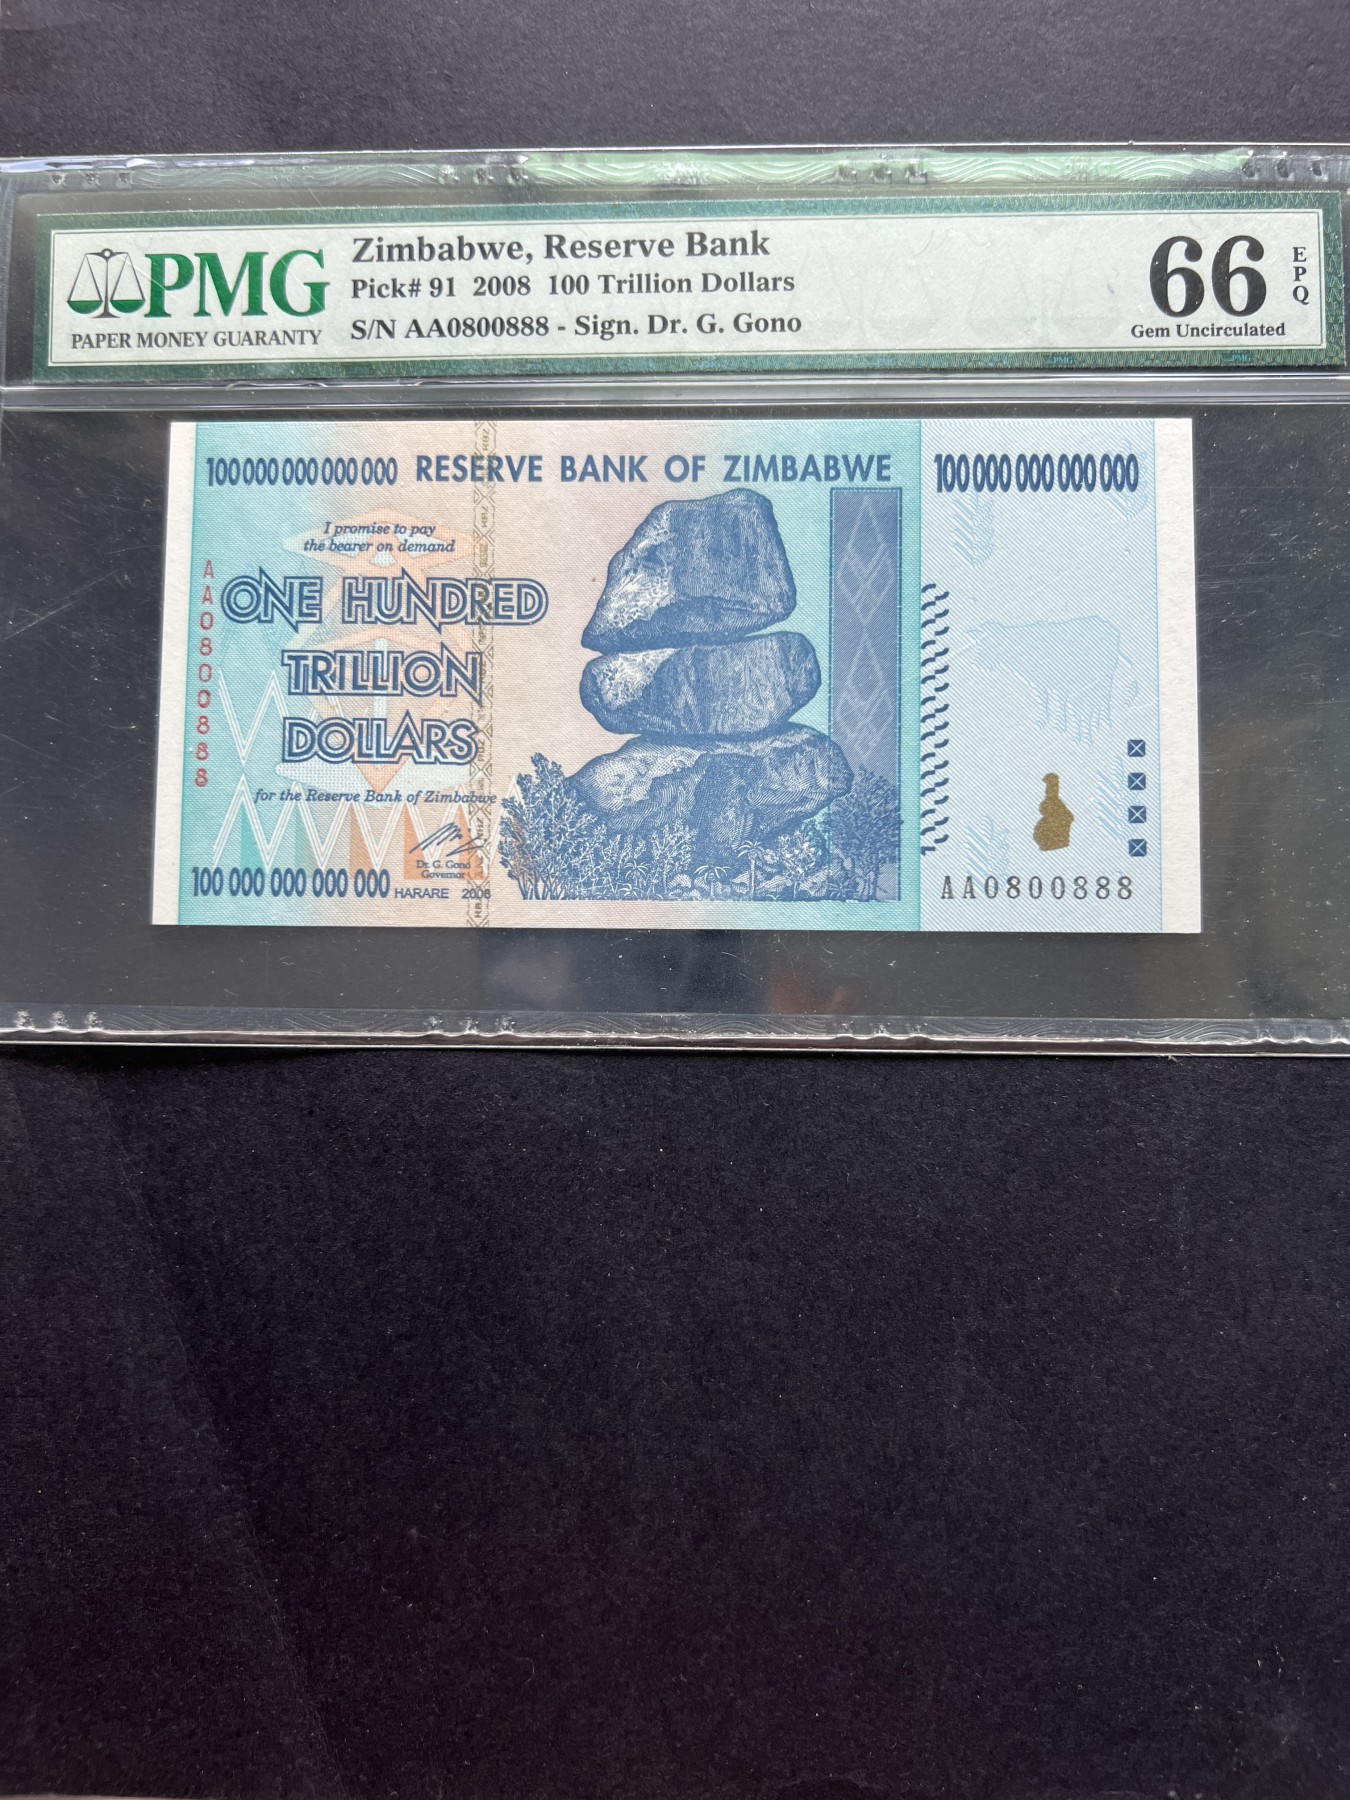 PMG
PAPER MONEY GUARANTY
Zimbabwe, Reserve Bank
Pick# 91 2008 100 Trillion Dollars
S/N AA0800888 - Sign. Dr. G. Gono
66
EPQ
Gem Uncirculated
100 000 000 000 000 RESERVE BANK OF ZIMBABWE 100 000 000 000 000
I promise to pay
the bearer on demand
AA0800888
ONE HUNDRED
TRILLION
DOLLARS
for the Reserve Bank of Zimbabwe
Dr. G. Gono
Governor
100 000 000 000 000 HARARE 2008
AA0800888